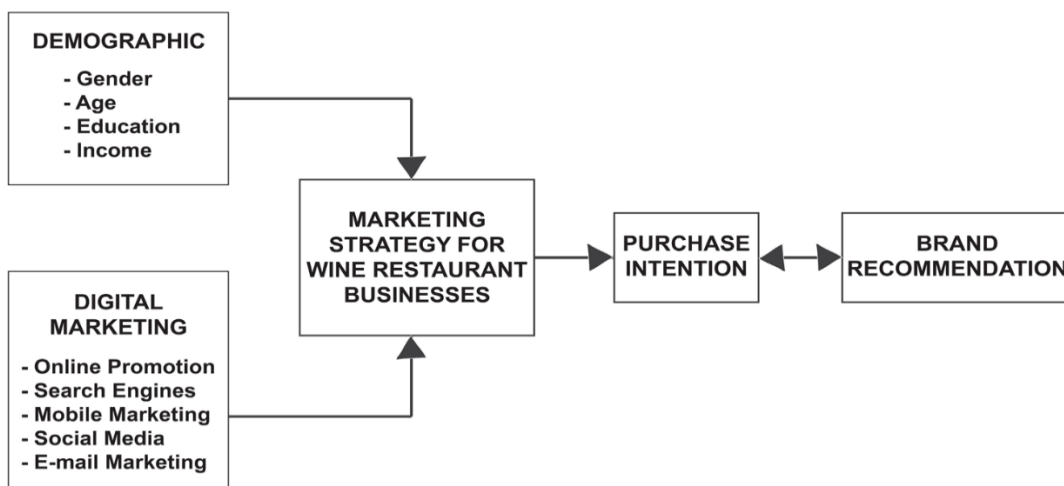 DEMOGRAPHIC
- Gender
- Age
- Education
- Income
MARKETING
STRATEGY FOR
WINE RESTAURANT
BUSINESSES
PURCHASE
INTENTION
BRAND
RECOMMENDATION
DIGITAL
MARKETING
- Online Promotion
- Search Engines
- Mobile Marketing
- Social Media
- E-mail Marketing